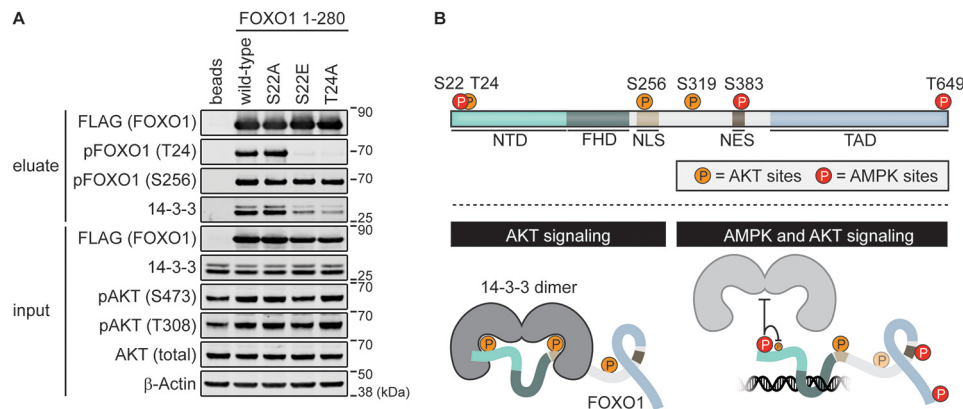 A
FOXO1 1-280
beads
wild-type
S22A
S22E
T24A
eluate
FLAG (FOXO1)
90
pFOXO1 (T24)
70
pFOXO1 (S256)
70
14-3-3
25
input
FLAG (FOXO1)
90
14-3-3
25
pAKT (S473)
70
pAKT (T308)
70
AKT (total)
70
β-Actin
50
38 (kDa)
B
S22 T24 S256 S319 S383 T649
P P P P P P
NTD FHD NLS NES TAD
P = AKT sites P = AMPK sites
AKT signaling
14-3-3 dimer
P P
P
FOXO1
AMPK and AKT signaling
P P P
P P
P